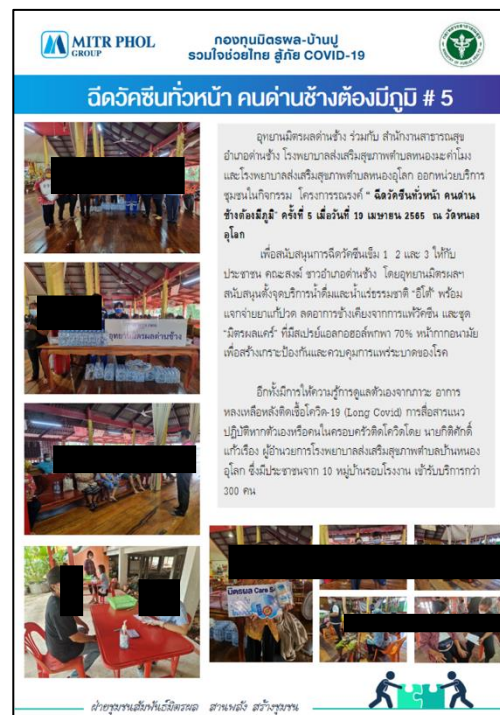 MITR PHOL
GROUP
กองทุนมิตรผล-บ้านปู
รวมใจช่วยไทย สู้ภัย COVID-19
ฉีดวัคซีนทั่วหน้า คนด่านช้างต้องมีภูมิ # 5
อุทยานมิตรผลด่านช้าง ร่วมกับ สำนักงานสาธารณสุข
อำเภอด่านช้าง โรงพยาบาลส่งเสริมสุขภาพตำบลหนองมะค่าโมง
และโรงพยาบาลส่งเสริมสุขภาพตำบลหนองอุโลก ออกหน่วยบริการ
ชุมชนในกิจกรรม โครงการรณรงค์ " ฉีดวัคซีนทั่วหน้า คนด่าน
ช้างต้องมีภูมิ" ครั้งที่ 5 เมื่อวันที่ 19 เมษายน 2565 ณ วัดหนอง
อุโลก
เพื่อสนับสนุนการฉีดวัคซีนเข็ม 1 2 และ 3 ให้กับ
ประชาชน คณะสงฆ์ ชาวอำเภอด่านช้าง โดยอุทยานมิตรผลฯ
สนับสนุนตั้งจุดบริการน้ำดื่มและน้ำแร่ธรรมชาติ "อีโต้" พร้อม
แจกจ่ายยาแก้ปวด ลดอาการข้างเคียงจากการแพ้วัคซีน และชุด
"มิตรผลแคร์" ที่มีสเปรย์แอลกอฮอล์พกพา 70% หน้ากากอนามัย
เพื่อสร้างเกราะป้องกันและควบคุมการแพร่ระบาดของโรค
อีกทั้งมีการให้ความรู้การดูแลตัวเองจากภาวะ อาการ
หลงเหลือหลังติดเชื้อโควิด-19 (Long Covid) การสื่อสารแนว
ปฏิบัติหากตัวเองหรือคนในครอบครัวติดโควิดโดย นายกิติศักดิ์
แก้วเรือง ผู้อำนวยการโรงพยาบาลส่งเสริมสุขภาพตำบลบ้านหนอง
อุโลก ซึ่งมีประชาชนจาก 10 หมู่บ้านรอบโรงงาน เข้ารับบริการกว่า
300 คน
อุทยานมิตรผลด่านช้าง
มิตรผล Care
ฝ่ายชุมชนสัมพันธ์มิตรผล สานพลัง สร้างชุมชน